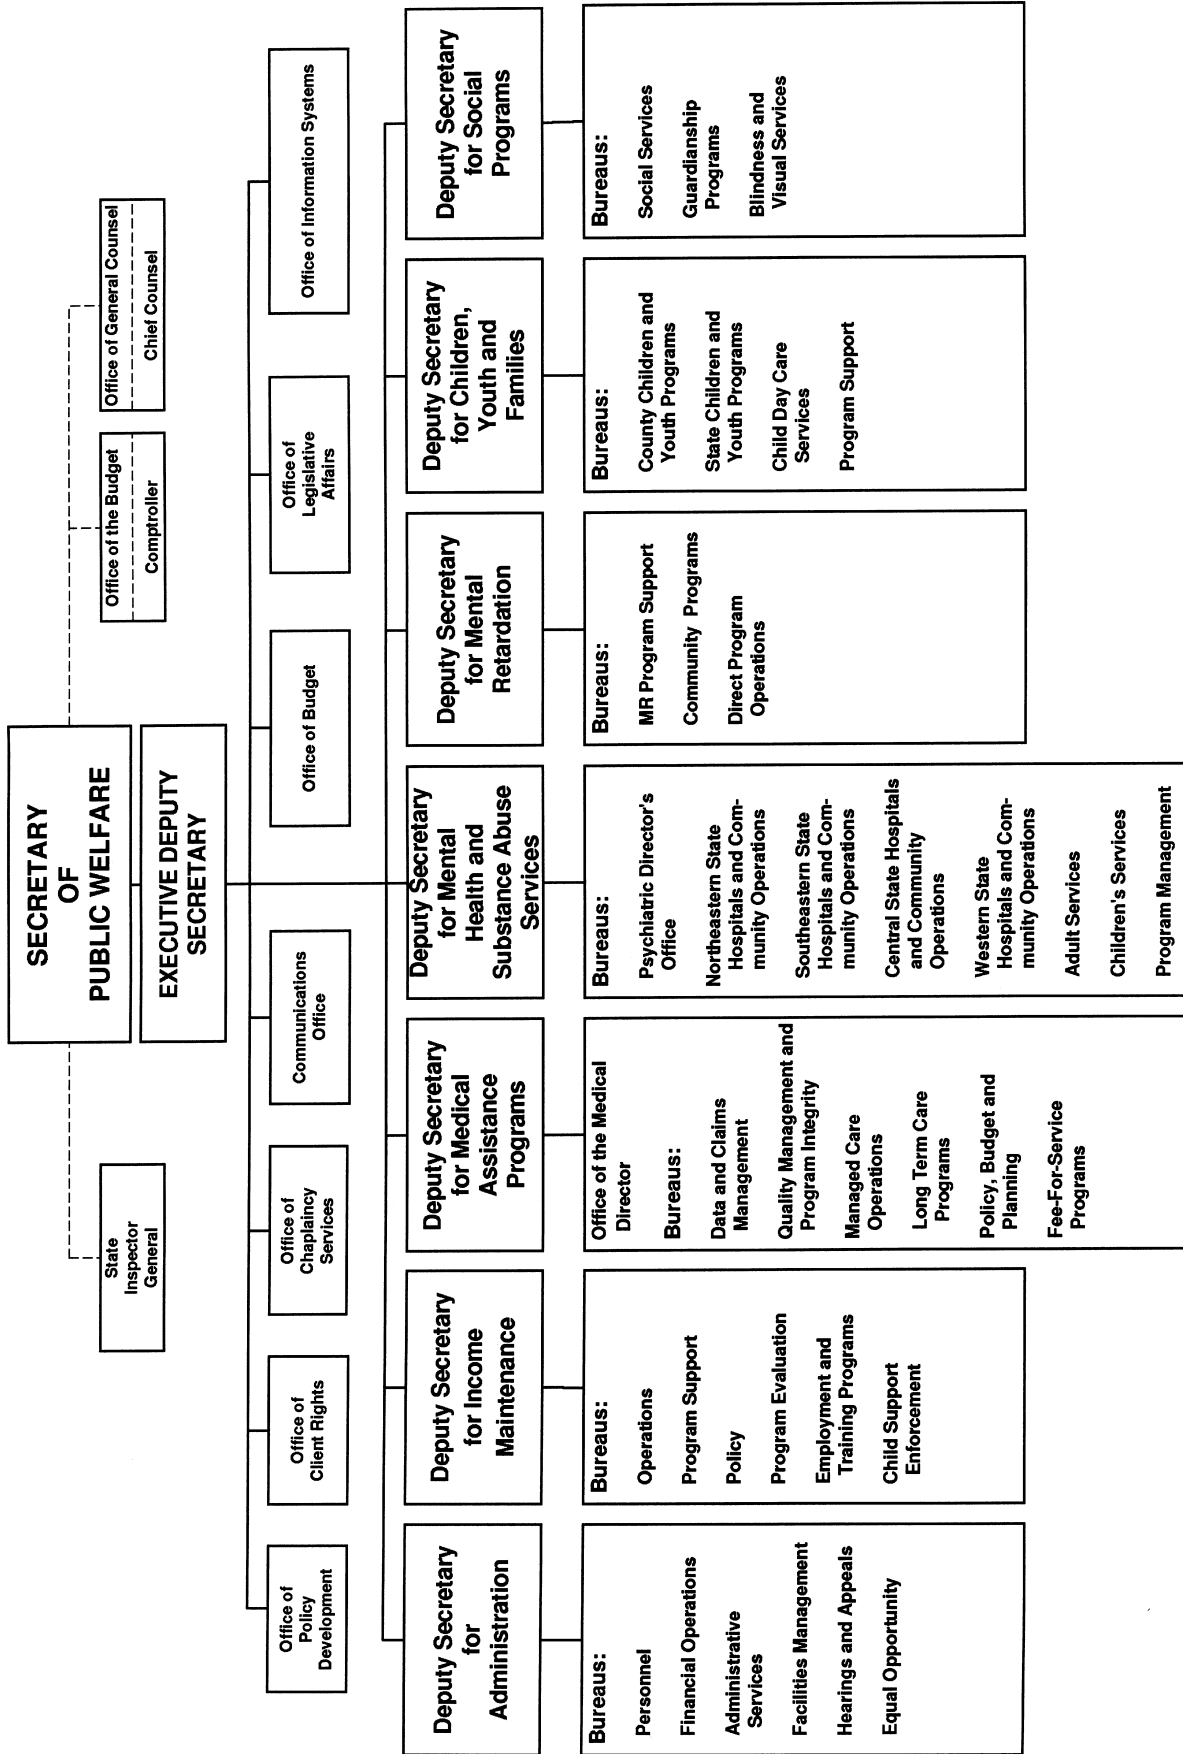 SECRETARY
OF
PUBLIC WELFARE
EXECUTIVE DEPUTY
SECRETARY
State
Inspector
General
Office of the Budget
Comptroller
Office of General Counsel
Chief Counsel
Office of
Policy
Development
Office of
Client Rights
Office of
Chaplaincy
Services
Communications
Office
Office of Budget
Office of
Legislative
Affairs
Office of Information Systems
Deputy Secretary
for
Administration
Bureaus:
Personnel
Financial Operations
Administrative
Services
Facilities Management
Hearings and Appeals
Equal Opportunity
Deputy Secretary
for Income
Maintenance
Bureaus:
Operations
Program Support
Policy
Program Evaluation
Employment and
Training Programs
Child Support
Enforcement
Deputy Secretary
for Medical
Assistance
Programs
Office of the Medical
Director
Bureaus:
Data and Claims
Management
Quality Management and
Program Integrity
Managed Care
Operations
Long Term Care
Programs
Policy, Budget and
Planning
Fee-For-Service
Programs
Deputy Secretary
for Mental
Health and
Substance Abuse
Services
Bureaus:
Psychiatric Director's
Office
Northeastern State
Hospitals and Com-
munity Operations
Southeastern State
Hospitals and Com-
munity Operations
Central State Hospitals
and Community
Operations
Western State
Hospitals and Com-
munity Operations
Adult Services
Children's Services
Program Management
Deputy Secretary
for Mental
Retardation
Bureaus:
MR Program Support
Community Programs
Direct Program
Operations
Deputy Secretary
for Children,
Youth and
Families
Bureaus:
County Children and
Youth Programs
State Children and
Youth Programs
Child Day Care
Services
Program Support
Deputy Secretary
for Social
Programs
Bureaus:
Social Services
Guardianship
Programs
Blindness and
Visual Services